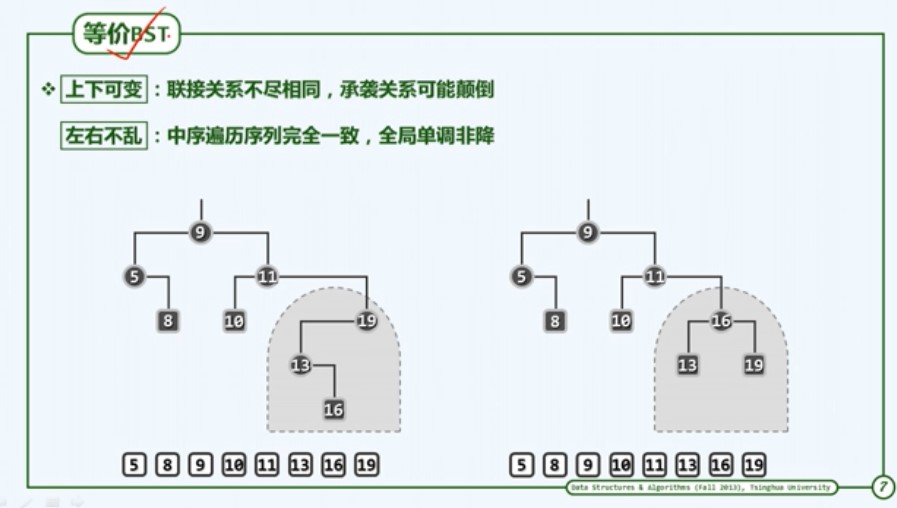 等价BST
❖ 上下可变：联接关系不尽相同，承袭关系可能颠倒
左右不乱：中序遍历序列完全一致，全局单调非降
9 9
5 11 5 11
8 10 19 8 10 16
13 13 19
16
5 8 9 10 11 13 16 19 5 8 9 10 11 13 16 19
Data Structures & Algorithms (Fall 2013), Tsinghua University
7